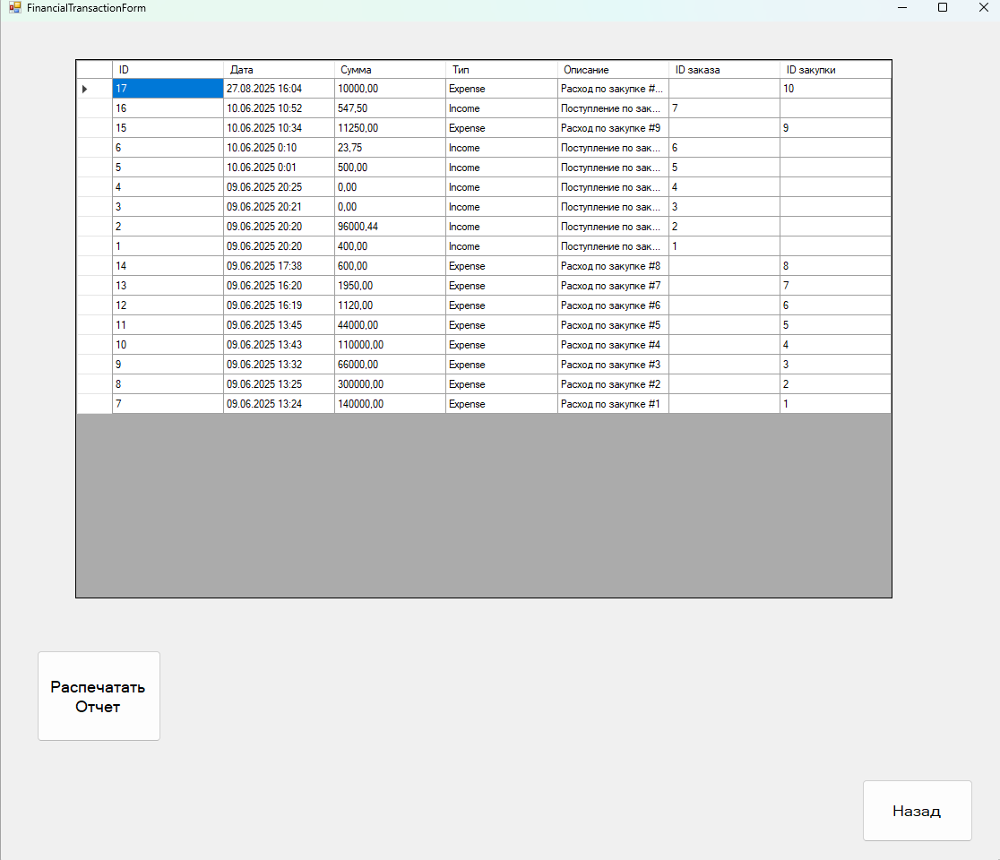 FinancialTransactionForm
ID Дата Сумма Тип Описание ID заказа ID закупки
17 27.08.2025 16:04 10000,00 Expense Расход по закупке #... 10
16 10.06.2025 10:52 547,50 Income Поступление по зак... 7
15 10.06.2025 10:34 11250,00 Expense Расход по закупке #9 9
6 10.06.2025 0:10 23,75 Income Поступление по зак... 6
5 10.06.2025 0:01 500,00 Income Поступление по зак... 5
4 09.06.2025 20:25 0,00 Income Поступление по зак... 4
3 09.06.2025 20:21 0,00 Income Поступление по зак... 3
2 09.06.2025 20:20 96000,44 Income Поступление по зак... 2
1 09.06.2025 20:20 400,00 Income Поступление по зак... 1
14 09.06.2025 17:38 600,00 Expense Расход по закупке #8 8
13 09.06.2025 16:20 1950,00 Expense Расход по закупке #7 7
12 09.06.2025 16:19 1120,00 Expense Расход по закупке #6 6
11 09.06.2025 13:45 44000,00 Expense Расход по закупке #5 5
10 09.06.2025 13:43 110000,00 Expense Расход по закупке #4 4
9 09.06.2025 13:32 66000,00 Expense Расход по закупке #3 3
8 09.06.2025 13:25 300000,00 Expense Расход по закупке #2 2
7 09.06.2025 13:24 140000,00 Expense Расход по закупке #1 1
Распечатать
Отчет
Назад